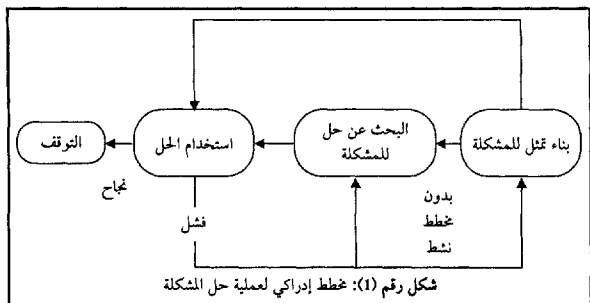 بناء تمثل للمشكلة
البحث عن حل
للمشكلة
استخدام الحل
التوقف
نجاح
فشل
بدون
مخطط
نشط
شكل رقم (1): مخطط إدراكي لعملية حل المشكلة